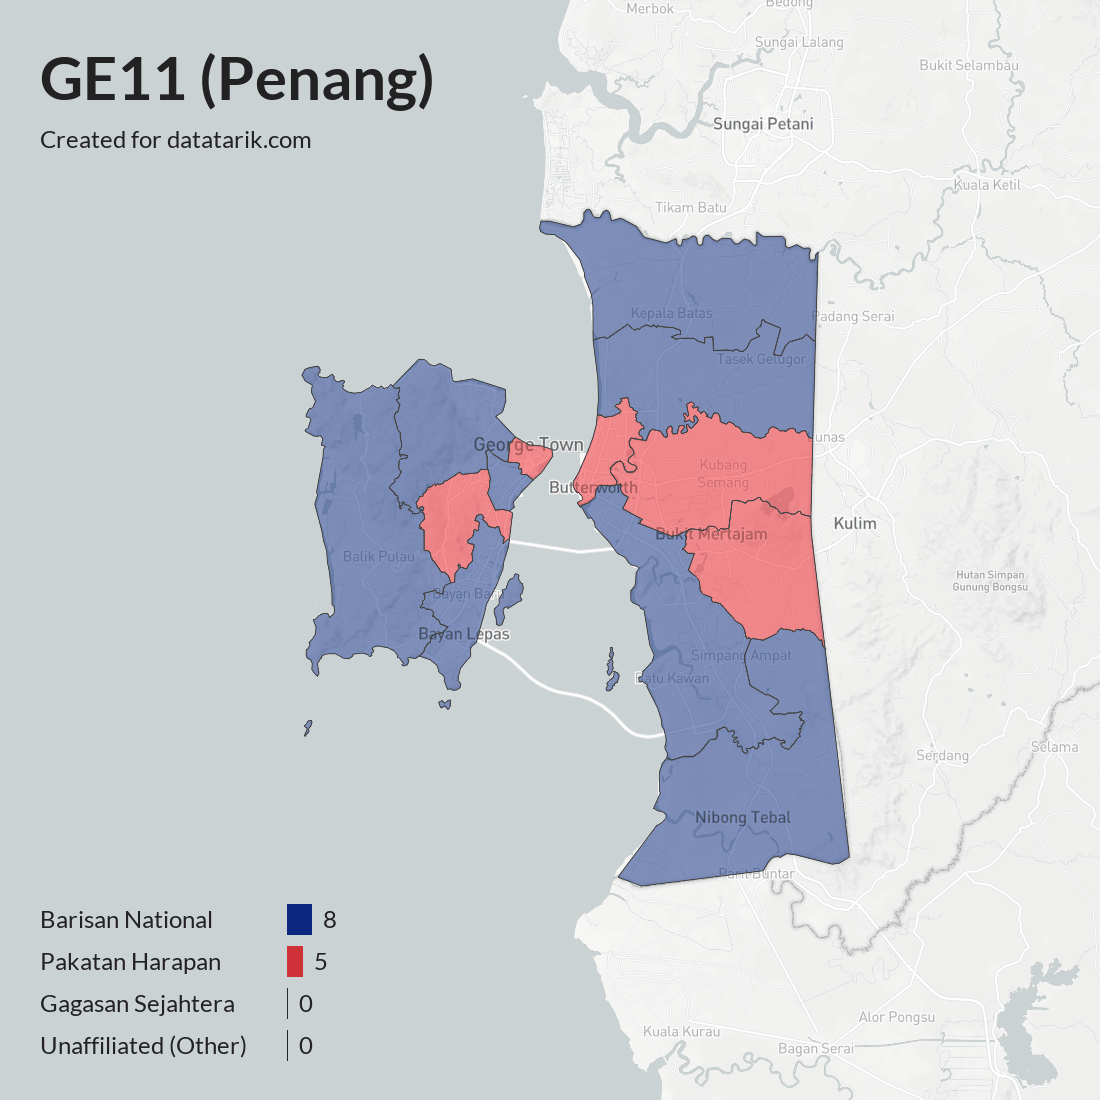 GE11 (Penang)
Created for datatarik.com
Merbok
Bedong
Sungai Lalang
Bukit Selambau
Sungai Petani
Kuala Ketil
Tikam Batu
Kepala Batas
Padang Serai
Tasek Gelugor
George Town
Lunas
Kubang
Semang
Butterworth
Kulim
Bukit Mertajam
Balik Pulau
Hutan Simpan
Gunung Bongsu
Bayan Baru
Bayan Lepas
Simpang Ampat
Batu Kawan
Selama
Serdang
Nibong Tebal
Parit Buntar
Barisan National 8
Pakatan Harapan 5
Gagasan Sejahtera 0
Unaffiliated (Other) 0
Alor Pongsu
Kuala Kurau
Bagan Serai